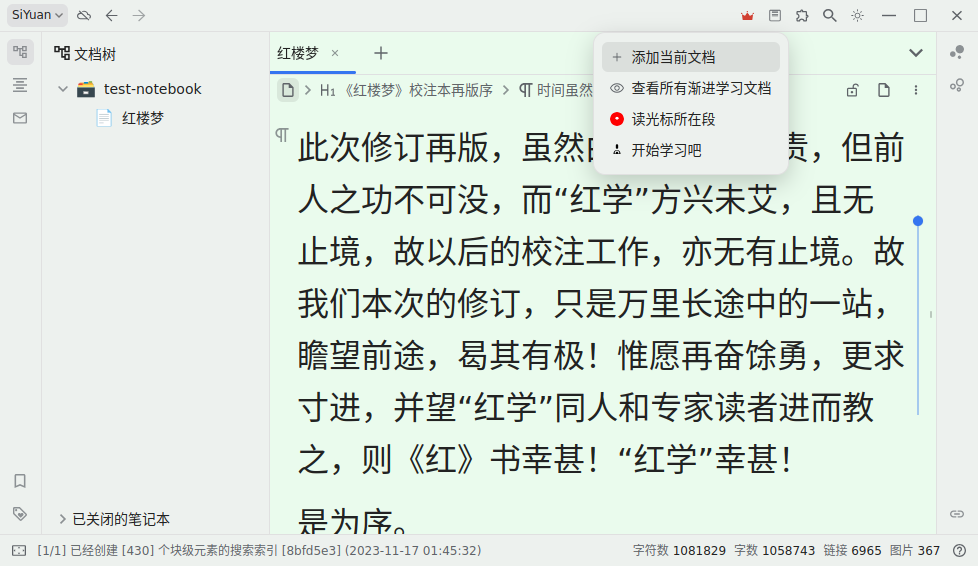 SiYuan
文档树
test-notebook
红楼梦
已关闭的笔记本
红楼梦
H1 《红楼梦》校注本再版序
时间虽然
添加当前文档
查看所有渐进学习文档
读光标所在段
开始学习吧
此次修订再版，虽然 责，但前
人之功不可没，而“红学”方兴未艾，且无
止境，故以后的校注工作，亦无有止境。故
我们本次的修订，只是万里长途中的一站，
瞻望前途，曷其有极！惟愿再奋馀勇，更求
寸进，并望“红学”同人和专家读者进而教
之，则《红》书幸甚！“红学”幸甚！
是为序。
[1/1] 已经创建 [430] 个块级元素的搜索索引 [8bfd5e3] (2023-11-17 01:45:32)
字符数 1081829 字数 1058743 链接 6965 图片 367